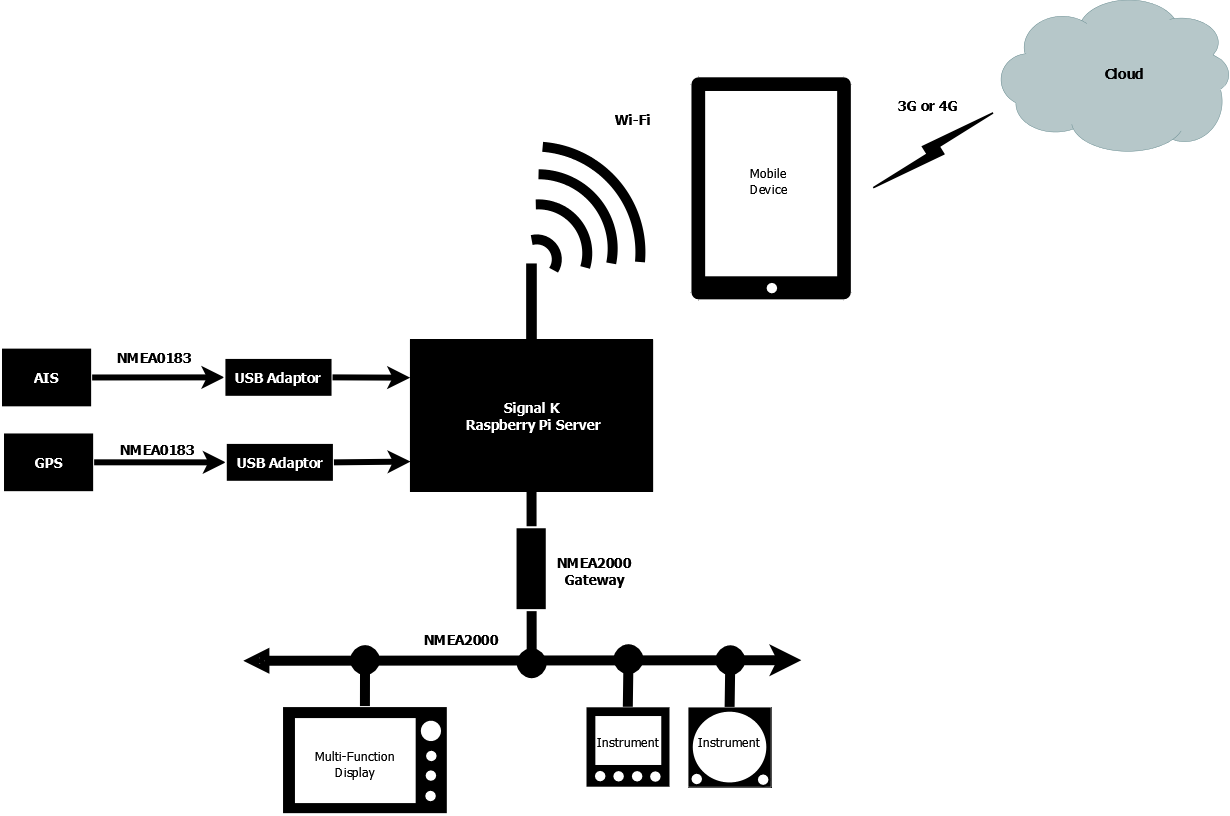 Cloud
3G or 4G
Wi-Fi
Mobile
Device
NMEA0183
AIS
USB Adaptor
Signal K
Raspberry Pi Server
NMEA0183
GPS
USB Adaptor
NMEA2000
Gateway
NMEA2000
Multi-Function
Display
Instrument
Instrument